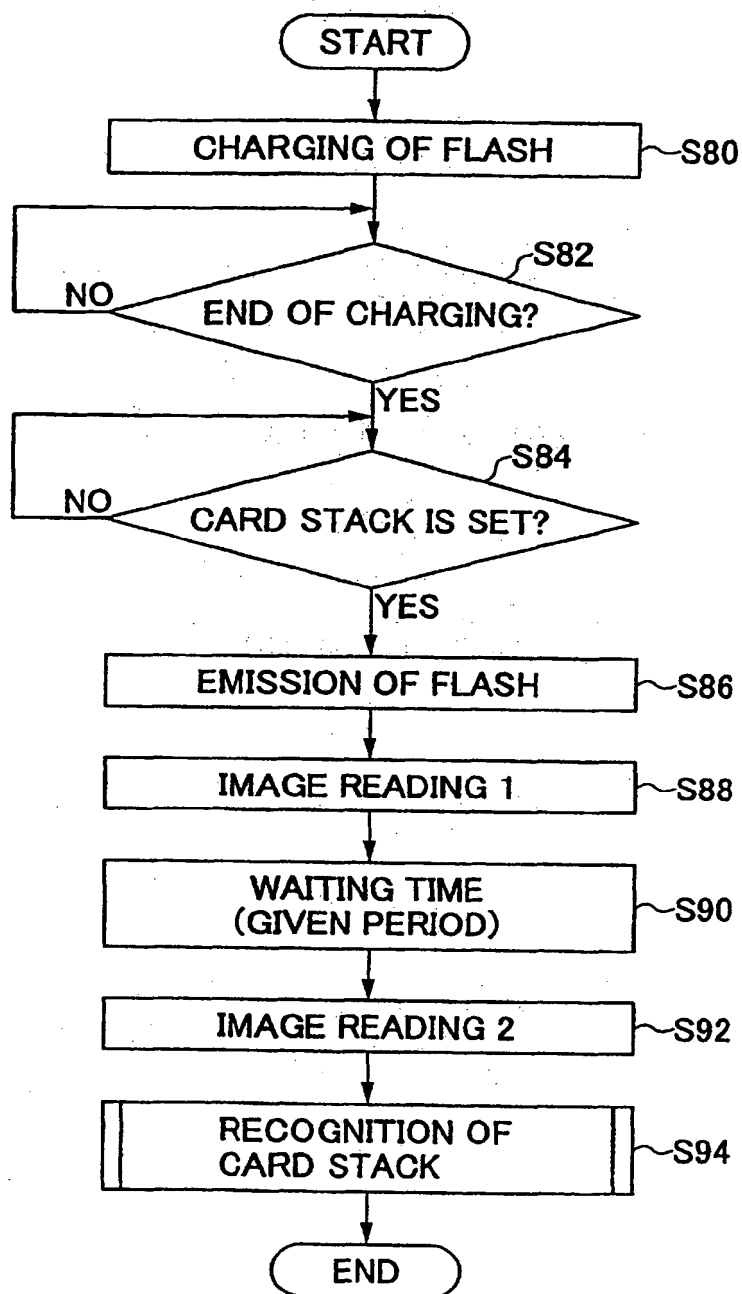 START
CHARGING OF FLASH
S80
S82
NO
END OF CHARGING?
YES
S84
NO
CARD STACK IS SET?
YES
EMISSION OF FLASH
S86
IMAGE READING 1
S88
WAITING TIME
(GIVEN PERIOD)
S90
IMAGE READING 2
S92
RECOGNITION OF
CARD STACK
S94
END